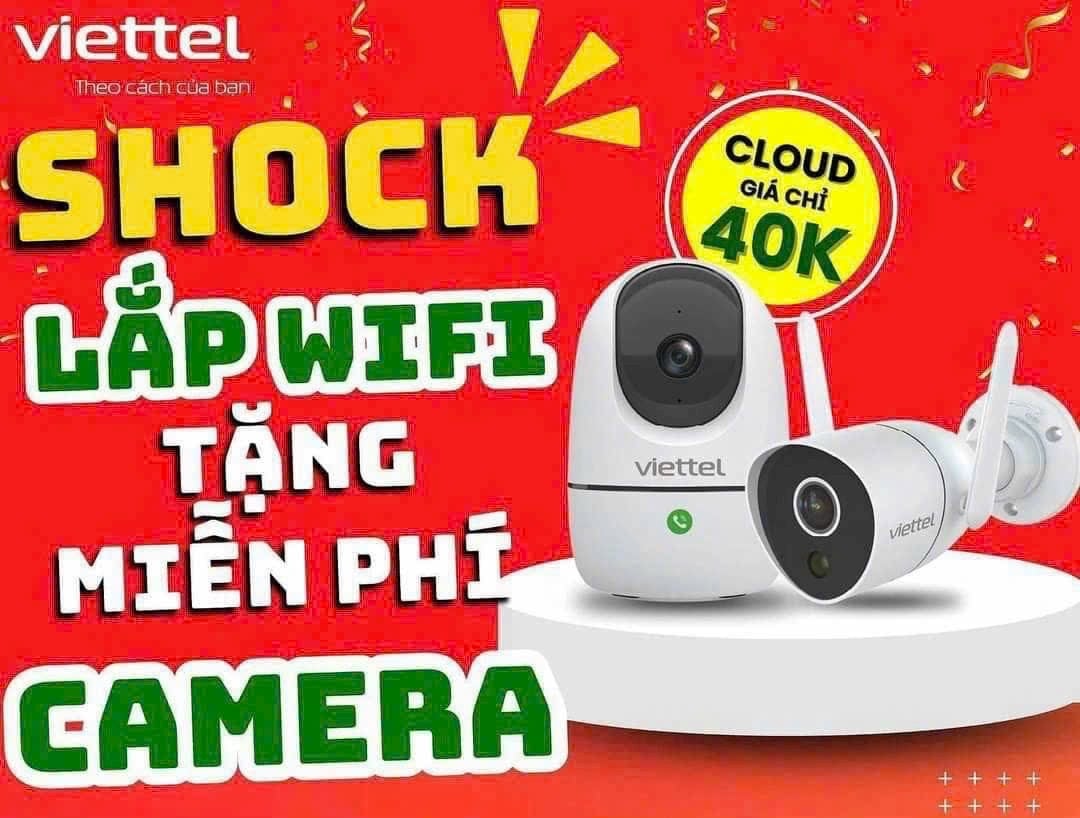 viettel
Theo cách của bạn
SHOCK
CLOUD
GIÁ CHỈ
40K
LẮP WIFI
TẶNG
MIỄN PHÍ
CAMERA
viettel
viettel